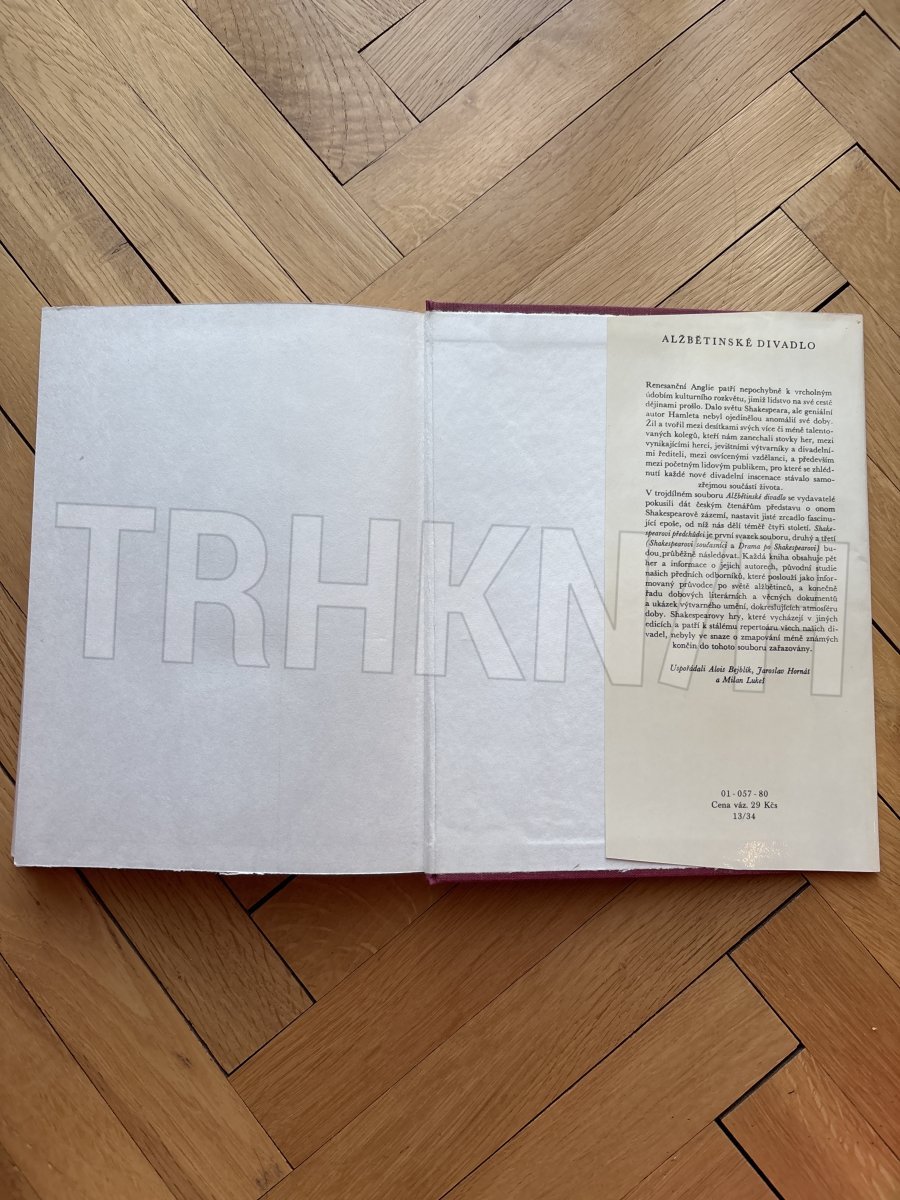 ALŽBĚTINSKÉ DIVADLO
Renesanční Anglie patří nepochybně k vrcholným
údobím kulturního rozkvětu, jimiž lidstvo na své cestě
dějinami prošlo. Dalo světu Shakespeara, ale geniální
autor Hamleta nebyl ojedinělou anomálií své doby.
Žil a tvořil mezi desítkami svých více či méně talento-
vaných kolegů, kteří nám zanechali stovky her, mezi
vynikajícími herci, jevištními výtvarníky a divadelní-
mi řediteli, mezi osvícenými vzdělanci, a především
mezi početným lidovým publikem, pro které se zhléd-
nutí každé nové divadelní inscenace stávalo samo-
zřejmou součástí života.
V trojdílném souboru Alžbětinské divadlo se vydavatelé
pokusili dát českým čtenářům představu o onom
Shakespearově zázemí, nastavit jisté zrcadlo fascinu-
jící epoše, od níž nás dělí téměř čtyři století. Shake-
spearovi předchůdci je první svazek souboru, druhý a třetí
(Shakespearovi současníci a Drama po Shakespearovi) bu-
dou průběžně následovat. Každá kniha obsahuje pět
her a informace o jejich autorech, původní studie
našich předních odborníků, které poslouží jako infor-
movaný průvodce po světě alžbětinců, a konečně
řadu dobových literárních a věcných dokumentů
a ukázek výtvarného umění, dokreslujících atmosféru
doby. Shakespearovy hry, které vycházejí v jiných
edicích a patří k stálému repertoáru všech našich di-
vadel, nebyly ve snaze o zmapování méně známých
končin do tohoto souboru zařazovány.
Uspořádali Alois Bejblík, Jaroslav Hornát
a Milan Lukeš
01 - 057 - 80
Cena váz. 29 Kčs
13/34
TRHKNIH